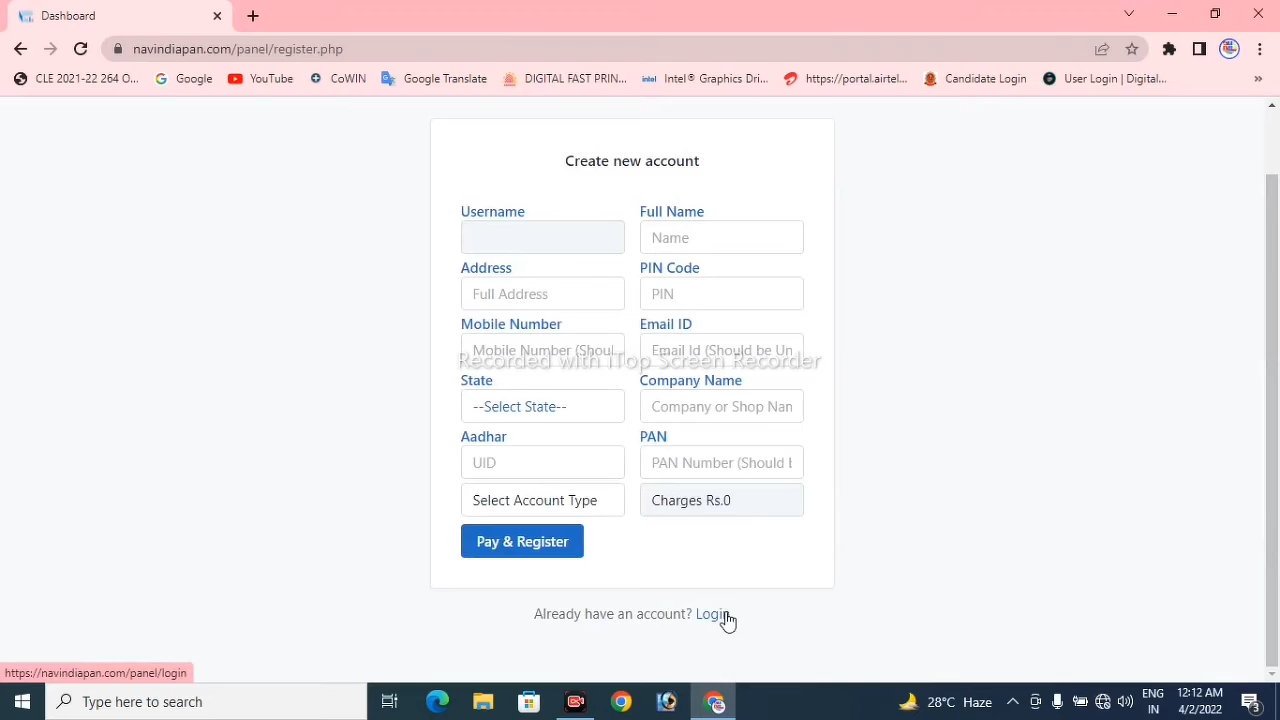 Dashboard
navindiapan.com/panel/register.php
CLE 2021-22 264 O... Google YouTube CoWIN Google Translate DIGITAL FAST PRIN... intel Intel® Graphics Dri... https://portal.airtel... Candidate Login User Login | Digital...
Create new account
Username Full Name
Name
Address PIN Code
Full Address PIN
Mobile Number Email ID
Mobile Number (Shoul Email Id (Should be Un
Recorded with iTop Screen Recorder
State Company Name
--Select State-- Company or Shop Nan
Aadhar PAN
UID PAN Number (Should b
Select Account Type Charges Rs.0
Pay & Register
Already have an account? Login
https://navindiapan.com/panel/login
Type here to search 28°C Haze ENG 12:12 AM
IN 4/2/2022 3